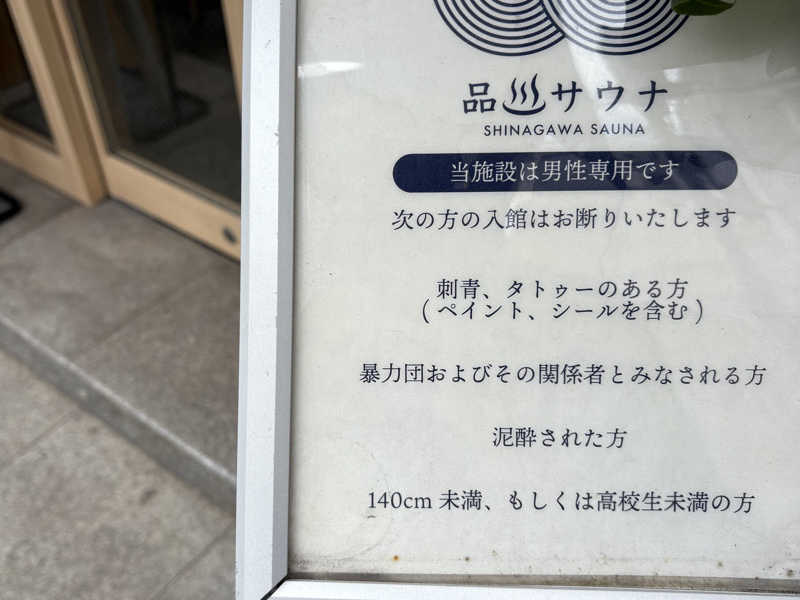 品川サウナ
SHINAGAWA SAUNA
当施設は男性専用です
次の方の入館はお断りいたします
刺青、タトゥーのある方
(ペイント、シールを含む)
暴力団およびその関係者とみなされる方
泥酔された方
140cm 未満、もしくは高校生未満の方